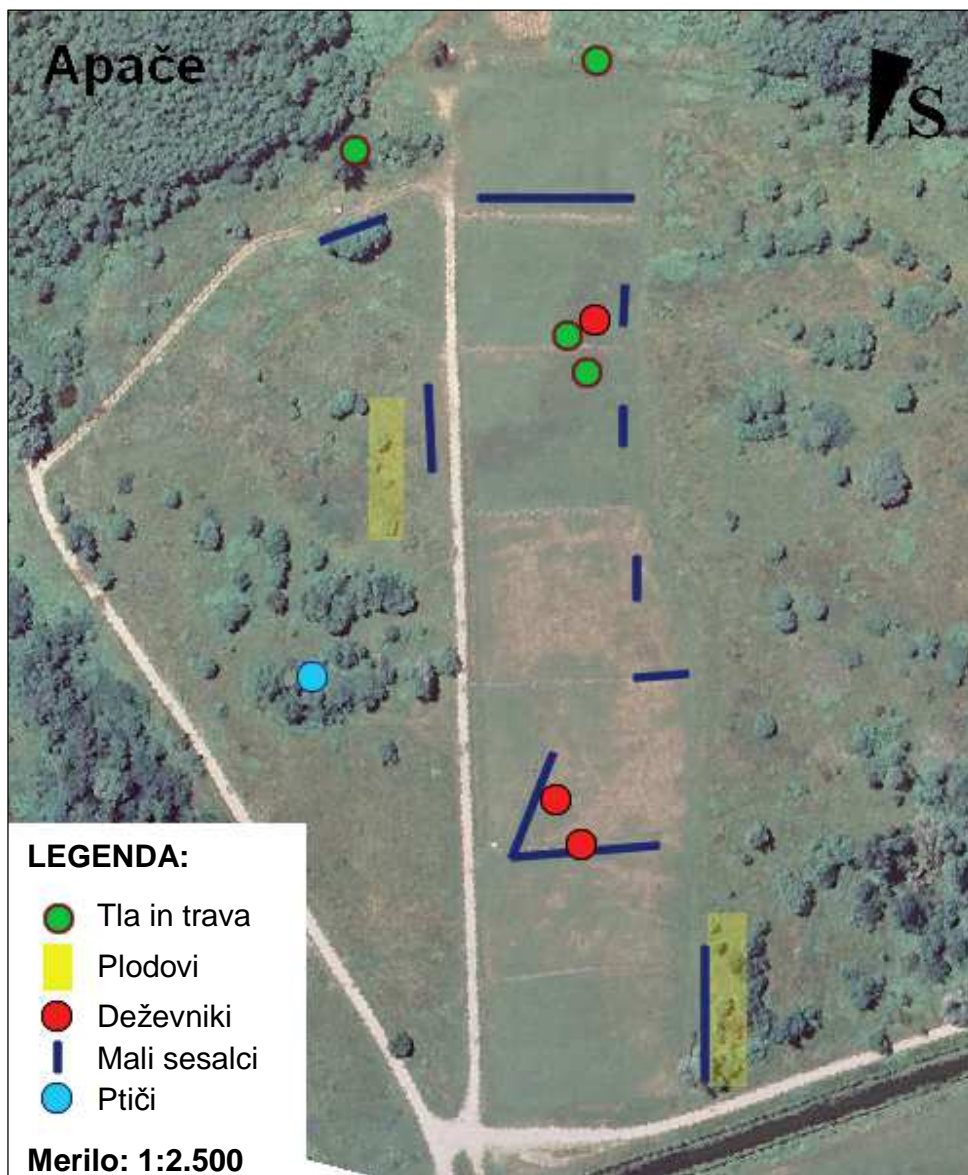 Apače
S
LEGENDA:
Tla in trava
Plodovi
Deževniki
Mali sesalci
Ptiči
Merilo: 1:2.500